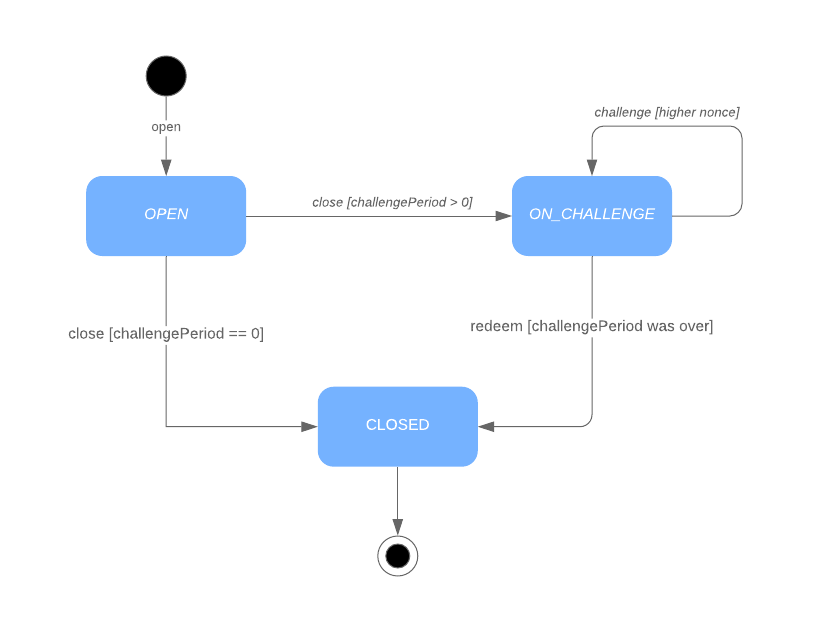 challenge [higher nonce]
open
close [challengePeriod > 0]
OPEN
ON_CHALLENGE
close [challengePeriod == 0]
redeem [challengePeriod was over]
CLOSED